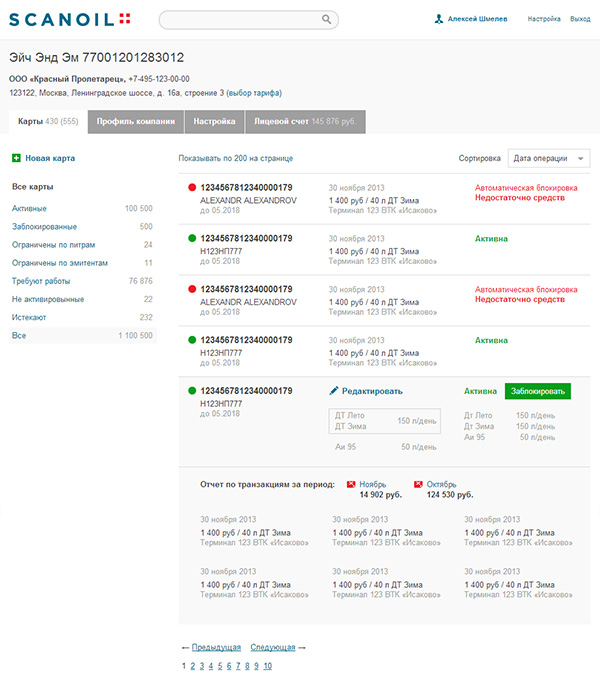 SCANOIL
Алексей Шмелев Настройка Выход
Эйч Энд Эм 77001201283012
ООО «Красный Пролетарец», +7-495-123-00-00
123122, Москва, Ленинградское шоссе, д. 16а, строение 3 (выбор тарифа)
Карты 430 (555) Профиль компании Настройка Лицевой счет 145 876 руб.
Новая карта
Все карты
Активные 100 500
Заблокированные 500
Ограничены по литрам 24
Ограничены по эмитентам 11
Требуют работы 76 876
Не активированные 22
Истекают 232
Все 1 100 500
Показывать по 200 на странице Сортировка Дата операции
1234567812340000179 30 ноября 2013 Автоматическая блокировка
ALEXANDR ALEXANDROV 1 400 руб / 40 л ДТ Зима Недостаточно средств
до 05.2018 Терминал 123 ВТК «Исаково»
1234567812340000179 30 ноября 2013 Активна
Н123НП777 1 400 руб / 40 л ДТ Зима
до 05.2018 Терминал 123 ВТК «Исаково»
1234567812340000179 30 ноября 2013 Автоматическая блокировка
ALEXANDR ALEXANDROV 1 400 руб / 40 л ДТ Зима Недостаточно средств
до 05.2018 Терминал 123 ВТК «Исаково»
1234567812340000179 30 ноября 2013 Активна
Н123НП777 1 400 руб / 40 л ДТ Зима
до 05.2018 Терминал 123 ВТК «Исаково»
1234567812340000179 Редактировать Активна Заблокировать
Н123НП777
до 05.2018
ДТ Лето
ДТ Зима 150 л/день
Аи 95 50 л/день
Дт Лето 150 л/день
Дт Зима 150 л/день
Аи 95 50 л/день
Отчет по транзакциям за период: Ноябрь Октябрь
14 902 руб. 124 530 руб.
30 ноября 2013 30 ноября 2013 30 ноября 2013
1 400 руб / 40 л ДТ Зима 1 400 руб / 40 л ДТ Зима 1 400 руб / 40 л ДТ Зима
Терминал 123 ВТК «Исаково» Терминал 123 ВТК «Исаково» Терминал 123 ВТК «Исаково»
30 ноября 2013 30 ноября 2013 30 ноября 2013
1 400 руб / 40 л ДТ Зима 1 400 руб / 40 л ДТ Зима 1 400 руб / 40 л ДТ Зима
Терминал 123 ВТК «Исаково» Терминал 123 ВТК «Исаково» Терминал 123 ВТК «Исаково»
← Предыдущая Следующая →
1 2 3 4 5 6 7 8 9 10